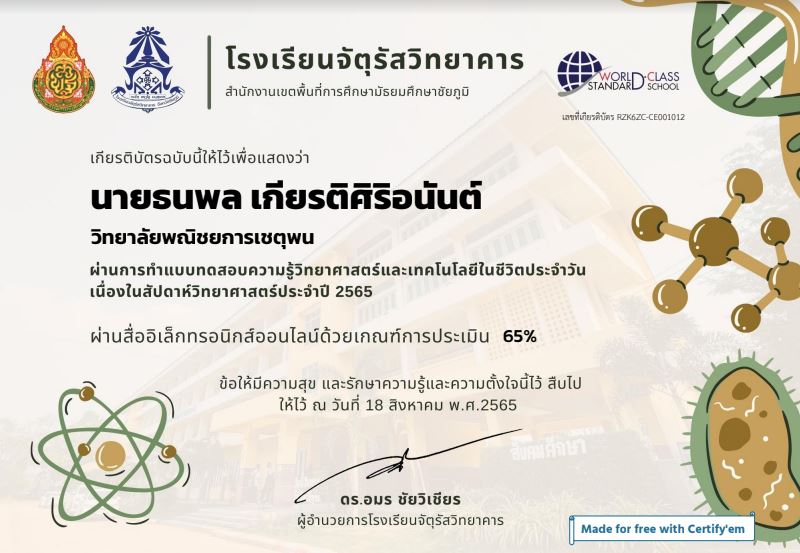 โรงเรียนจัตุรัสวิทยาคาร
สำนักงานเขตพื้นที่การศึกษามัธยมศึกษาชัยภูมิ
WORLD-CLASS
STANDARD SCHOOL
เลขที่เกียรติบัตร RZK6ZC-CE001012
เกียรติบัตรฉบับนี้ให้ไว้เพื่อแสดงว่า
นายธนพล เกียรติศิริอนันต์
วิทยาลัยพณิชยการเชตุพน
ผ่านการทำแบบทดสอบความรู้วิทยาศาสตร์และเทคโนโลยีในชีวิตประจำวัน
เนื่องในสัปดาห์วิทยาศาสตร์ประจำปี 2565
ผ่านสื่ออิเล็กทรอนิกส์ออนไลน์ด้วยเกณฑ์การประเมิน 65%
ข้อให้มีความสุข และรักษาความรู้และความตั้งใจนี้ไว้ สืบไป
ให้ไว้ ณ วันที่ 18 สิงหาคม พ.ศ.2565
ดร.อมร ชัยวิเชียร
ผู้อำนวยการโรงเรียนจัตุรัสวิทยาคาร
Made for free with Certify'em